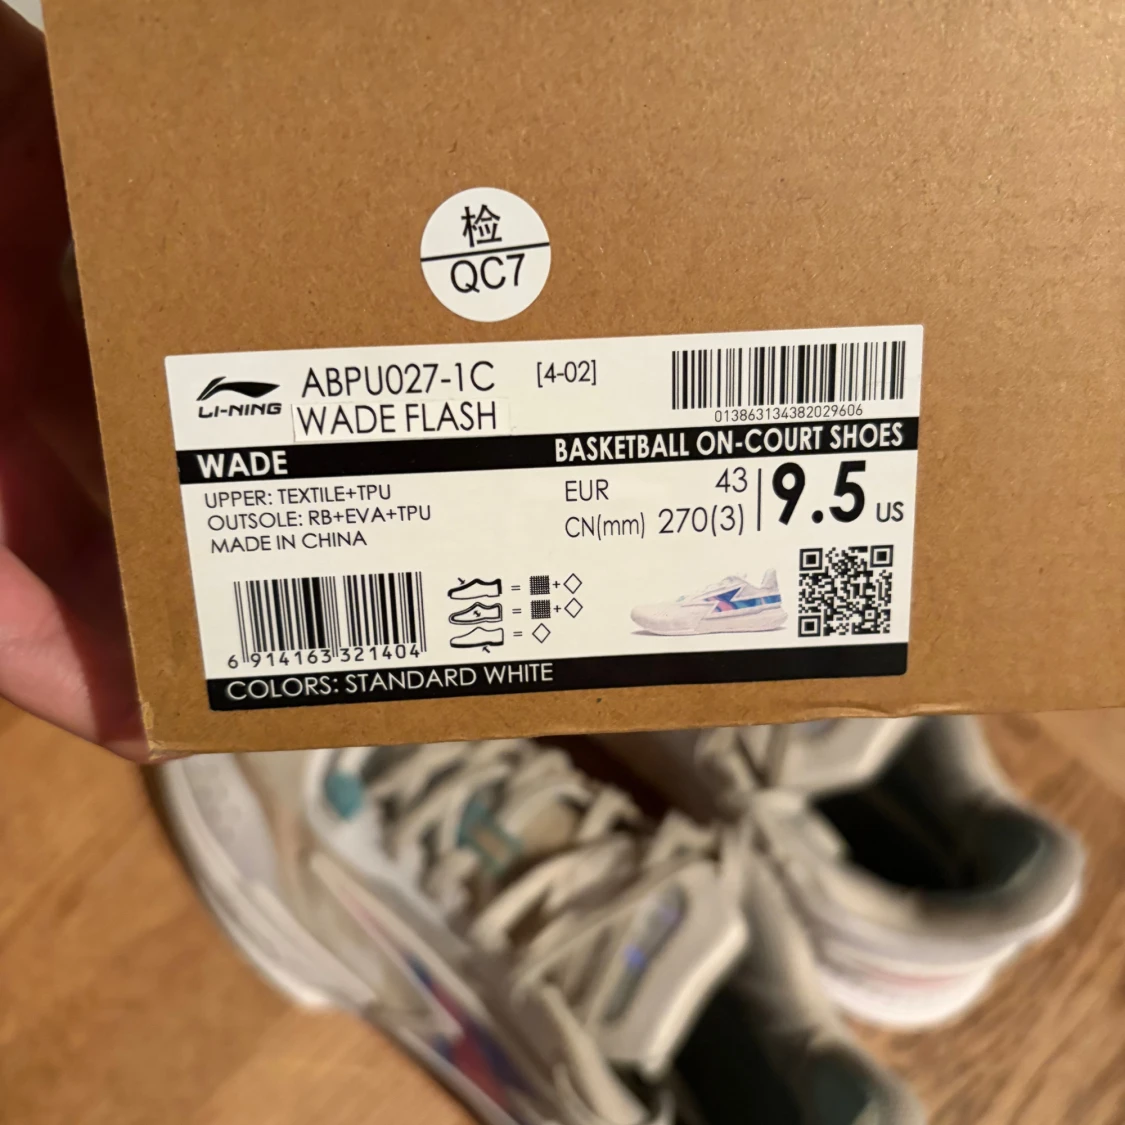 检
QC7
LI-NING
ABPU027-1C [4-02]
WADE FLASH
013863134382029606
WADE
BASKETBALL ON-COURT SHOES
UPPER: TEXTILE+TPU
OUTSOLE: RB+EVA+TPU
MADE IN CHINA
EUR 43
CN(mm) 270(3)
9.5 US
= +
= +
=
6 914163 321404
COLORS: STANDARD WHITE